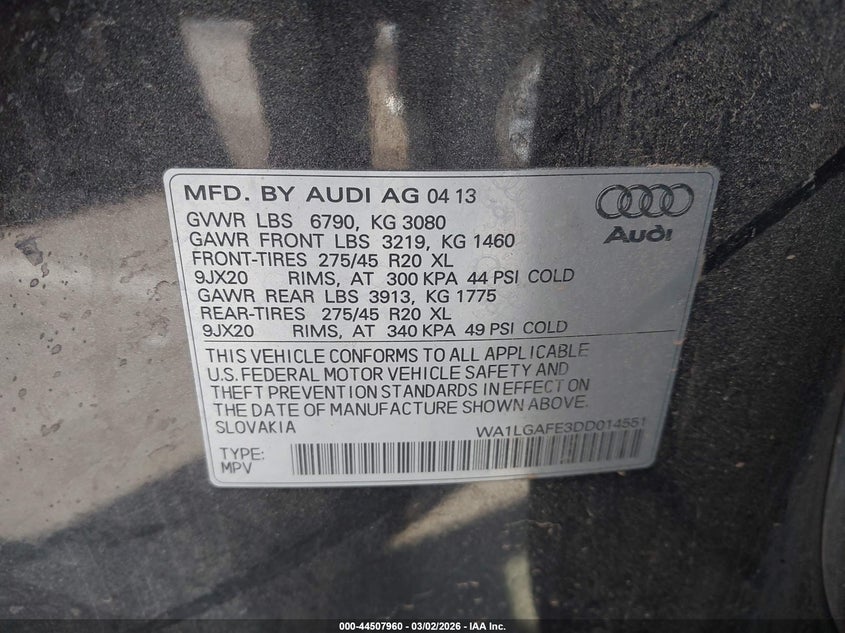 MFD. BY AUDI AG 04 13
GVWR LBS 6790, KG 3080
GAWR FRONT LBS 3219, KG 1460
FRONT-TIRES 275/45 R20 XL
9JX20 RIMS, AT 300 KPA 44 PSI COLD
GAWR REAR LBS 3913, KG 1775
REAR-TIRES 275/45 R20 XL
9JX20 RIMS, AT 340 KPA 49 PSI COLD
Audi
THIS VEHICLE CONFORMS TO ALL APPLICABLE
U.S. FEDERAL MOTOR VEHICLE SAFETY AND
THEFT PREVENTION STANDARDS IN EFFECT ON
THE DATE OF MANUFACTURE SHOWN ABOVE.
SLOVAKIA WA1LGAFE3DD014551
TYPE:
MPV
000-44507960 — 03/02/2026 — IAA Inc.